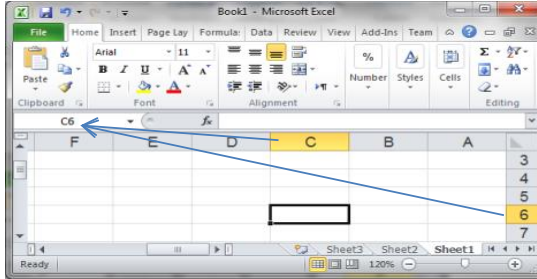 Book1 - Microsoft Excel
File Home Insert Page Lay Formula: Data Review View Add-Ins Team
Paste
Arial 11
B I U A A
%
Number Styles Cells
Clipboard Font Alignment Editing
C6 fx
F E D C B A
3
4
5
6
7
Sheet3 Sheet2 Sheet1
Ready 120%